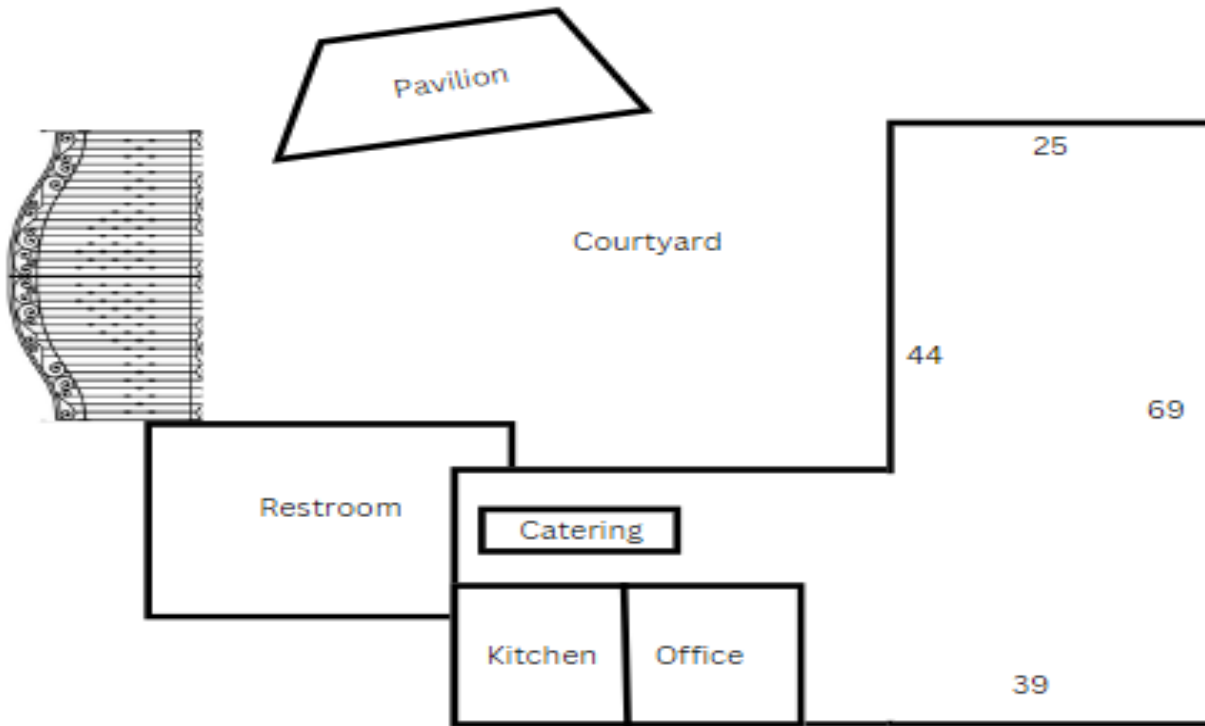 Pavilion
25
Courtyard
44
69
Restroom
Catering
Kitchen
Office
39